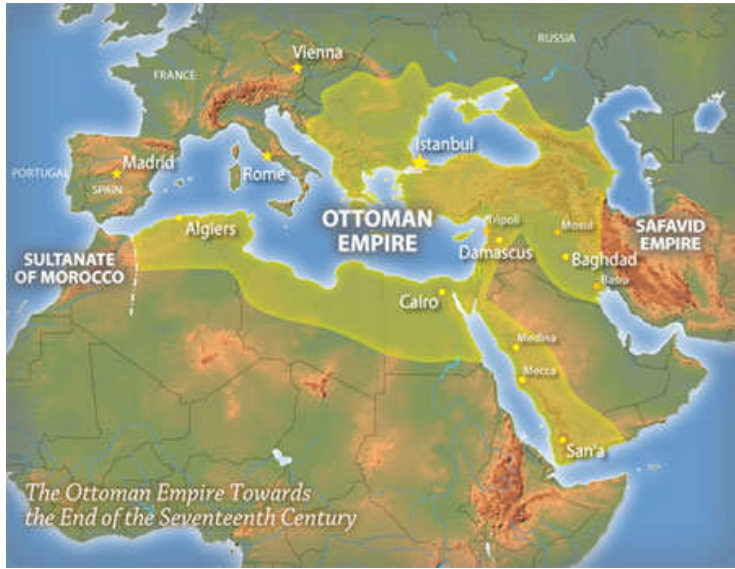 RUSSIA
Vienna
FRANCE
Istanbul
PORTUGAL
Madrid
SPAIN
Rome
OTTOMAN
EMPIRE
Algiers
Tripoli
Mosul
SAFAVID
EMPIRE
Damascus
SULTANATE
OF MOROCCO
Baghdad
Basra
Cairo
Medina
Mecca
San'a
The Ottoman Empire Towards
the End of the Seventeenth Century